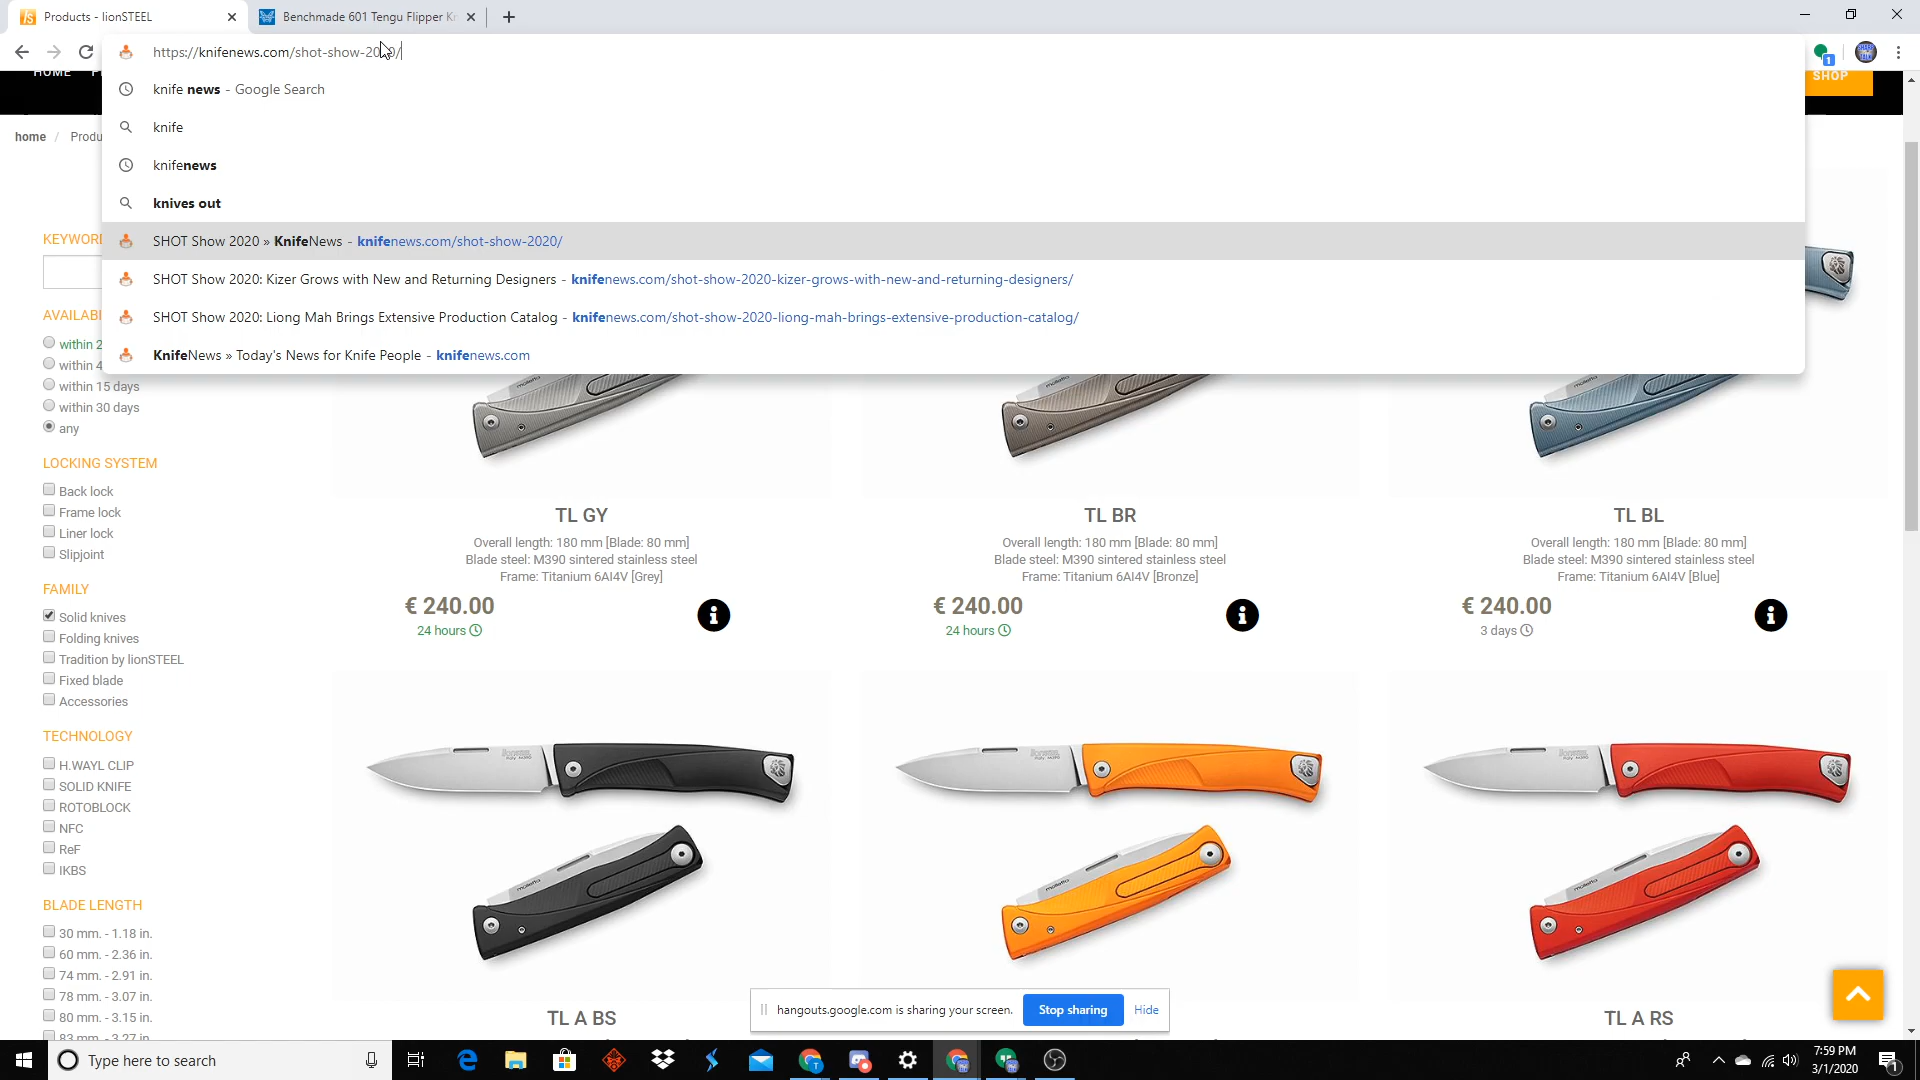 Products - lionSTEEL
Benchmade 601 Tengu Flipper Kn
https://knifenews.com/shot-show-2020/
knife news - Google Search
knife
knifenews
knives out
SHOT Show 2020 » KnifeNews - knifenews.com/shot-show-2020/
SHOT Show 2020: Kizer Grows with New and Returning Designers - knifenews.com/shot-show-2020-kizer-grows-with-new-and-returning-designers/
SHOT Show 2020: Liong Mah Brings Extensive Production Catalog - knifenews.com/shot-show-2020-liong-mah-brings-extensive-production-catalog/
KnifeNews » Today's News for Knife People - knifenews.com
HOME
SHOP
home / Produ
KEYWOR
AVAILAB
within 2
within 4
within 15 days
within 30 days
any
LOCKING SYSTEM
Back lock
Frame lock
Liner lock
Slipjoint
FAMILY
Solid knives
Folding knives
Tradition by lionSTEEL
Fixed blade
Accessories
TECHNOLOGY
H.WAYL CLIP
SOLID KNIFE
ROTOBLOCK
NFC
ReF
IKBS
BLADE LENGTH
30 mm. - 1.18 in.
60 mm. - 2.36 in.
74 mm. - 2.91 in.
78 mm. - 3.07 in.
80 mm. - 3.15 in.
83 mm. - 3.27 in.
TL GY
Overall length: 180 mm [Blade: 80 mm]
Blade steel: M390 sintered stainless steel
Frame: Titanium 6Al4V [Grey]
€ 240.00
24 hours
TL BR
Overall length: 180 mm [Blade: 80 mm]
Blade steel: M390 sintered stainless steel
Frame: Titanium 6Al4V [Bronze]
€ 240.00
24 hours
TL BL
Overall length: 180 mm [Blade: 80 mm]
Blade steel: M390 sintered stainless steel
Frame: Titanium 6Al4V [Blue]
€ 240.00
3 days
TL A BS
TL A RS
hangouts.google.com is sharing your screen.
Stop sharing
Hide
Type here to search
7:59 PM
3/1/2020